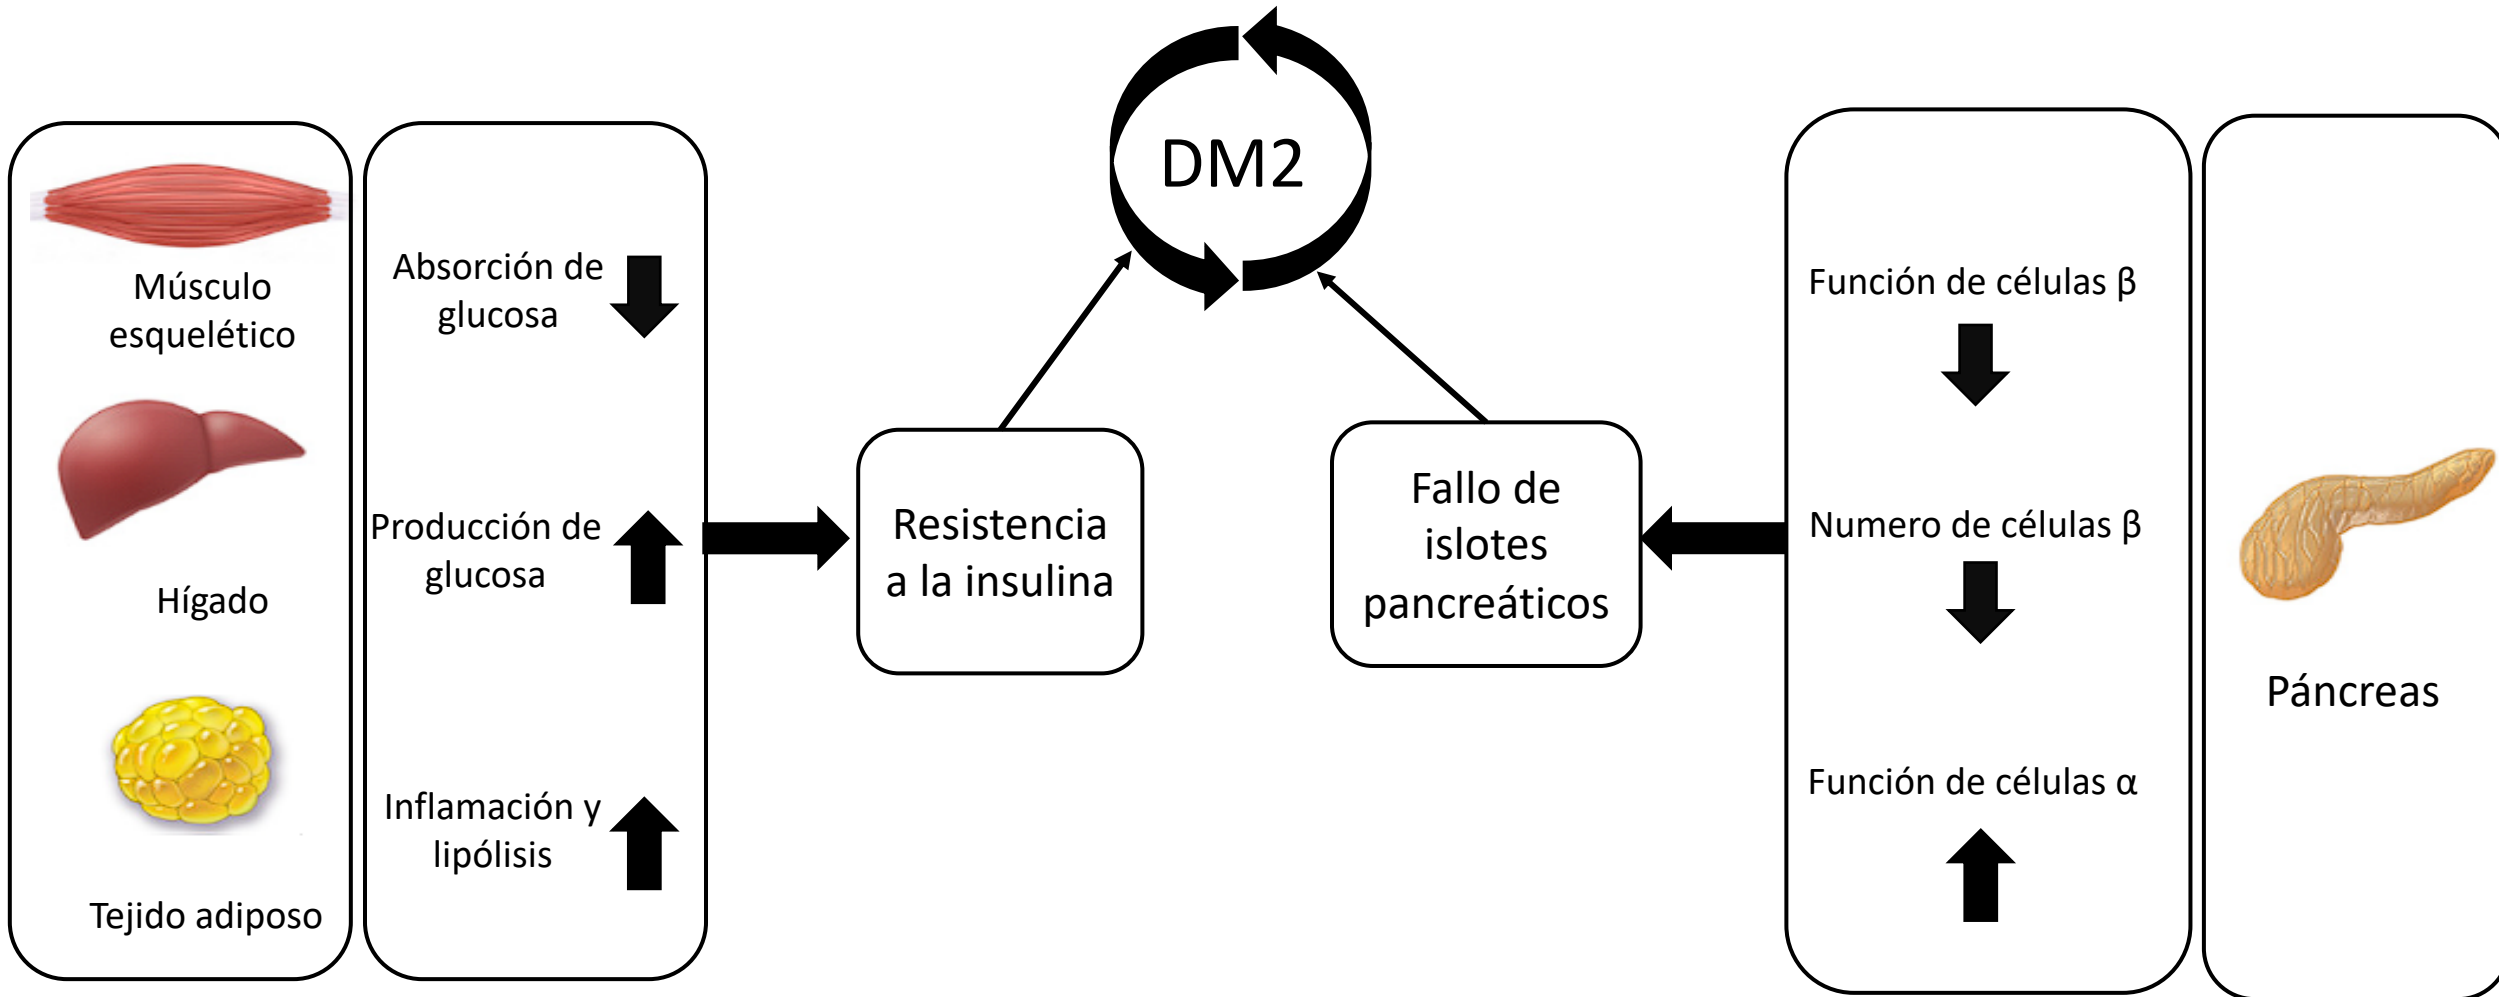 DM2
Músculo
esquelético
Hígado
Tejido adiposo
Absorción de
glucosa
Producción de
glucosa
Inflamación y
lipólisis
Resistencia
a la insulina
Fallo de
islotes
pancreáticos
Función de células β
Numero de células β
Función de células α
Páncreas